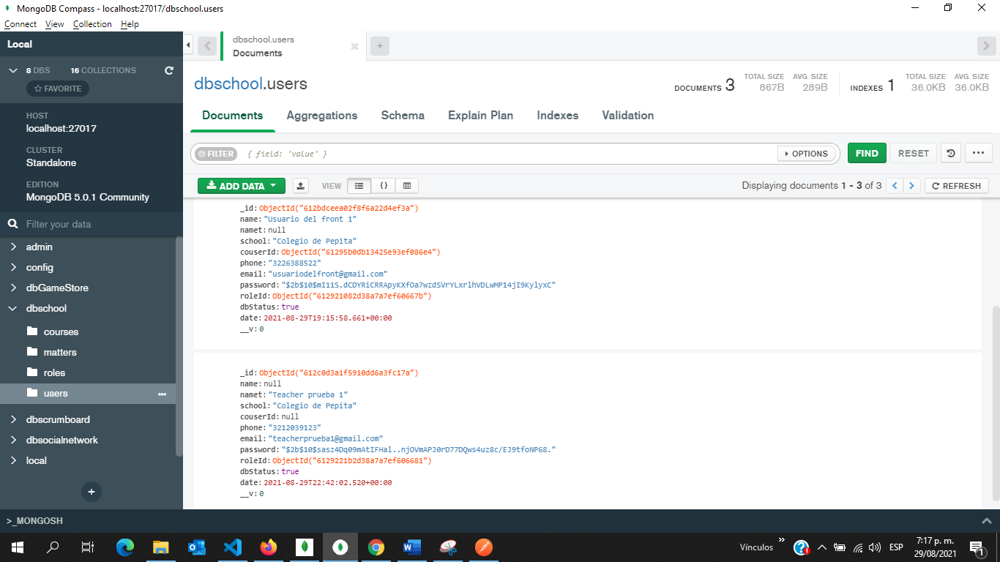 MongoDB Compass - localhost:27017/dbschool.users
Connect View Collection Help
Local
8 DBS 16 COLLECTIONS
FAVORITE
HOST
localhost:27017
CLUSTER
Standalone
EDITION
MongoDB 5.0.1 Community
Filter your data
admin
config
dbGameStore
dbschool
courses
matters
roles
users
dbscrumboard
dbsocialnetwork
local
dbschool.users
Documents
dbschool.users
DOCUMENTS 3 TOTAL SIZE 867B AVG. SIZE 289B INDEXES 1 TOTAL SIZE 36.0KB AVG. SIZE 36.0KB
Documents Aggregations Schema Explain Plan Indexes Validation
FILTER { field: 'value' } OPTIONS FIND RESET
ADD DATA VIEW {} Displaying documents 1 - 3 of 3 REFRESH
_id: ObjectId("612bdceea02f8f6a22d4ef3a")
name: "Usuario del front 1"
namet: null
school: "Colegio de Pepita"
couserId: ObjectId("61295b0db13425e93ef086e4")
phone: "3226388522"
email: "usuariodelfront@gmail.com"
password: "$2b$10$mI11S.dCDYRiCRRApyKXfOa7wzdSVrYLxrlhVDLwMP14jI9KylyxC"
roleId: ObjectId("612921082d38a7a7ef60667b")
dbStatus: true
date: 2021-08-29T19:15:58.661+00:00
__v: 0
_id: ObjectId("612c0d3a1f5910dd6a3fc17a")
name: null
namet: "Teacher prueba 1"
school: "Colegio de Pepita"
couserId: null
phone: "3212039123"
email: "teacherprueba1@gmail.com"
password: "$2b$10$sasz4Dq09mAtIFHal..njOVmAPJ0rD77DQws4uz8c/EJ9tfoNP68."
roleId: ObjectId("6129221b2d38a7a7ef606681")
dbStatus: true
date: 2021-08-29T22:42:02.520+00:00
__v: 0
>_MONGOSH
Vínculos ESP 7:17 p. m.
29/08/2021
1